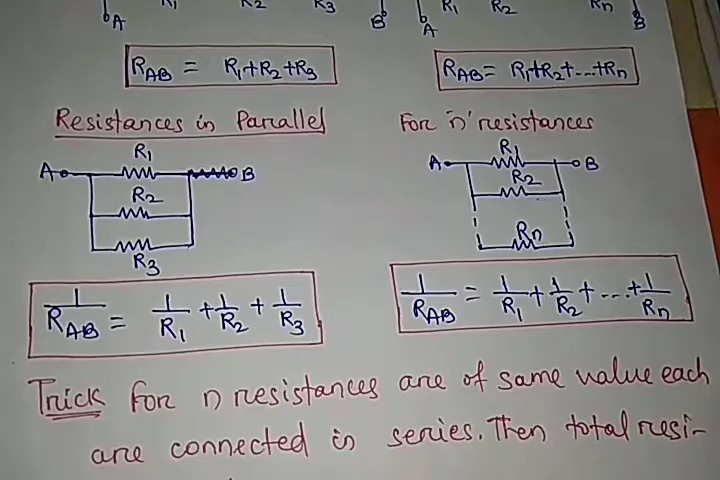 A R1 R2 R3 B A R1 R2 Rn B
RAB = R1+R2+R3 RAB= R1+R2+...+Rn
Resistances in Parallel For 'n' resistances
R1 R1
A B A B
R2 R2
R3 Rn
1/RAB = 1/R1 + 1/R2 + 1/R3 1/RAB = 1/R1 + 1/R2 + ... + 1/Rn
Trick For n resistances are of same value each
are connected in series. Then total resi-